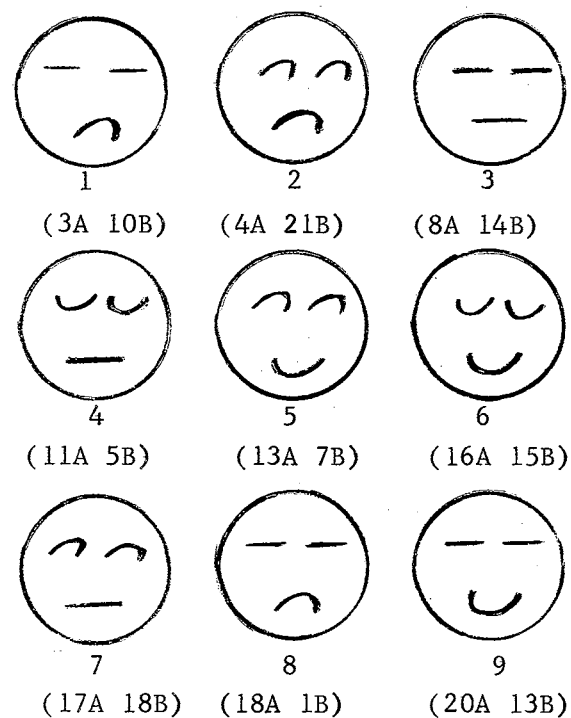 1 2 3
(3A 10B) (4A 21B) (8A 14B)
4 5 6
(11A 5B) (13A 7B) (16A 15B)
7 8 9
(17A 18B) (18A 1B) (20A 13B)